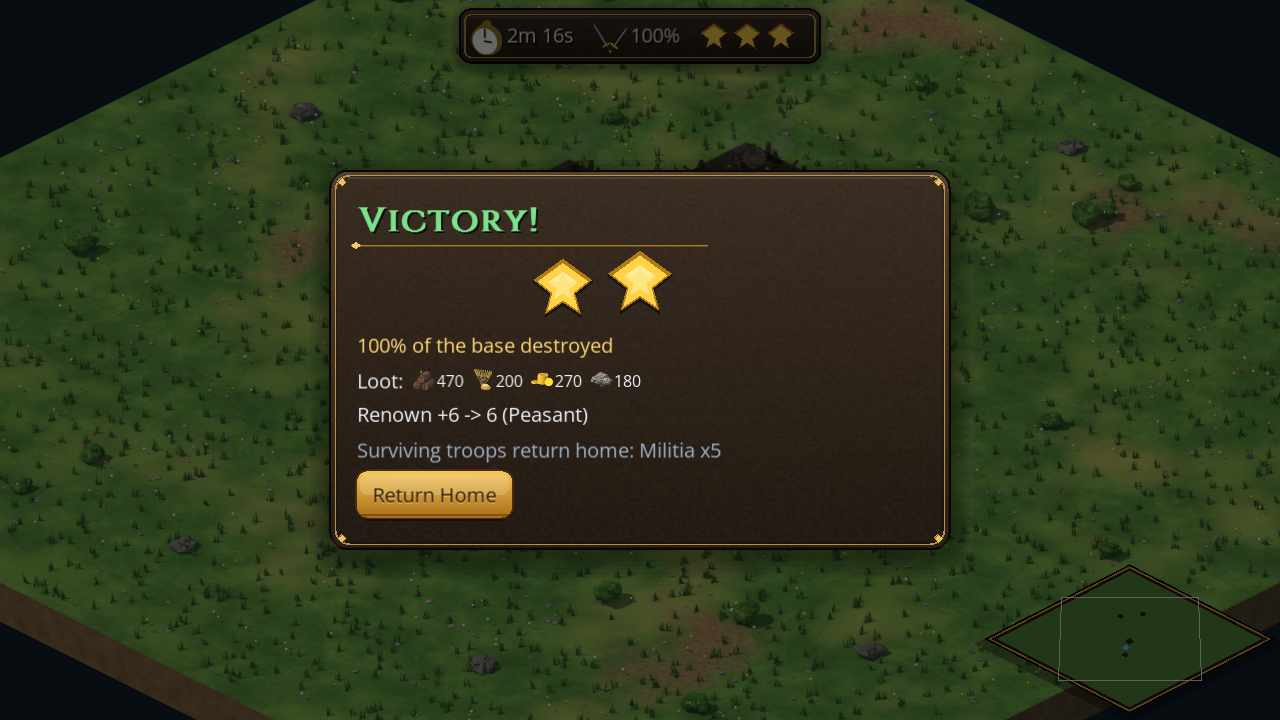 2m 16s 100%
VICTORY!
100% of the base destroyed
Loot: 470 200 270 180
Renown +6 -> 6 (Peasant)
Surviving troops return home: Militia x5
Return Home